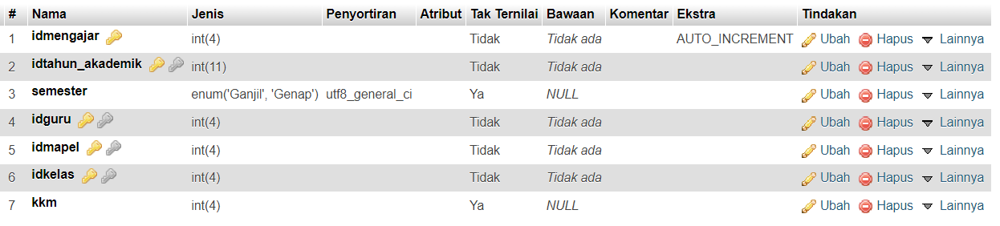 # Nama Jenis Penyortiran Atribut Tak Ternilai Bawaan Komentar Ekstra Tindakan
1 idmengajar int(4) Tidak Tidak ada AUTO_INCREMENT Ubah Hapus Lainnya
2 idtahun_akademik int(11) Tidak Tidak ada Ubah Hapus Lainnya
3 semester enum('Ganjil', 'Genap') utf8_general_ci Ya NULL Ubah Hapus Lainnya
4 idguru int(4) Tidak Tidak ada Ubah Hapus Lainnya
5 idmapel int(4) Tidak Tidak ada Ubah Hapus Lainnya
6 idkelas int(4) Tidak Tidak ada Ubah Hapus Lainnya
7 kkm int(4) Ya NULL Ubah Hapus Lainnya